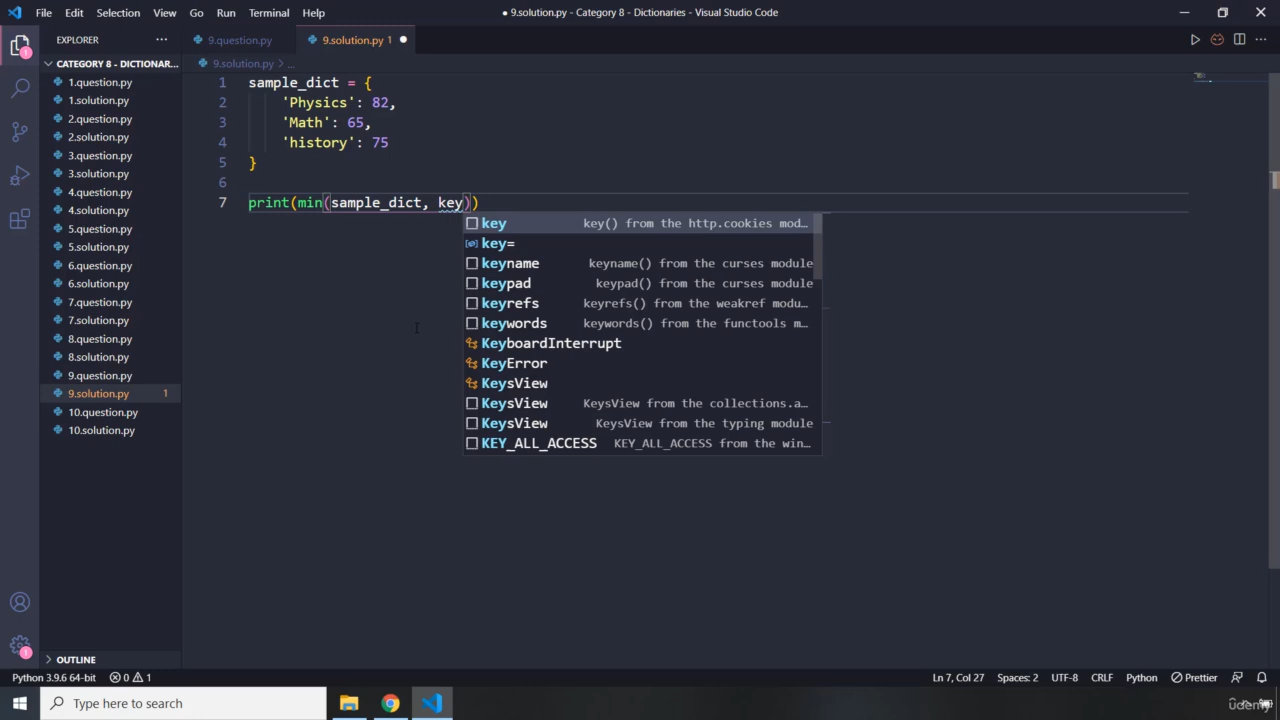 File Edit Selection View Go Run Terminal Help
● 9.solution.py - Category 8 - Dictionaries - Visual Studio Code
EXPLORER
9.question.py
9.solution.py 1
CATEGORY 8 - DICTIONAR...
9.solution.py > ...
1.question.py
1.solution.py
2.question.py
2.solution.py
3.question.py
3.solution.py
4.question.py
4.solution.py
5.question.py
5.solution.py
6.question.py
6.solution.py
7.question.py
7.solution.py
8.question.py
8.solution.py
9.question.py
9.solution.py 1
10.question.py
10.solution.py
1 sample_dict = {
2 'Physics': 82,
3 'Math': 65,
4 'history': 75
5 }
6
7 print(min(sample_dict, key))
key key() from the http.cookies mod...
key=
keyname keyname() from the curses module
keypad keypad() from the curses module
keyrefs keyrefs() from the weakref modu...
keywords keywords() from the functools m...
KeyboardInterrupt
KeyError
KeysView
KeysView KeysView from the collections.a...
KeysView KeysView from the typing module
KEY_ALL_ACCESS KEY_ALL_ACCESS from the win...
1
1
OUTLINE
Python 3.9.6 64-bit 0 1 Ln 7, Col 27 Spaces: 2 UTF-8 CRLF Python Prettier
Type here to search
udemy